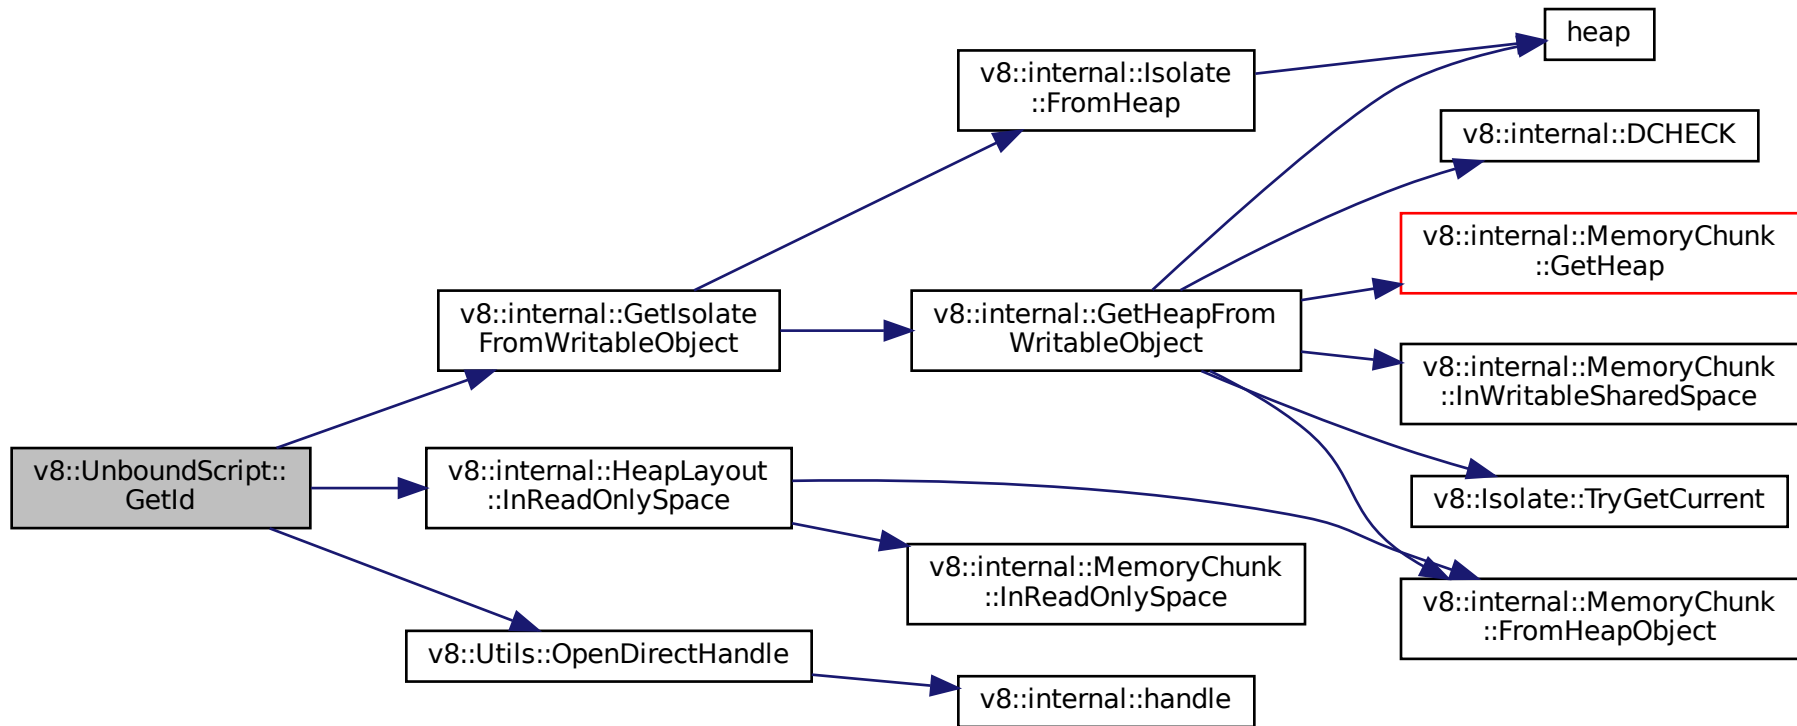 heap
v8::internal::Isolate
::FromHeap
v8::internal::DCHECK
v8::internal::MemoryChunk
::GetHeap
v8::internal::GetIsolate
FromWritableObject
v8::internal::GetHeapFrom
WritableObject
v8::internal::MemoryChunk
::InWritableSharedSpace
v8::UnboundScript::
GetId
v8::internal::HeapLayout
::InReadOnlySpace
v8::Isolate::TryGetCurrent
v8::internal::MemoryChunk
::InReadOnlySpace
v8::internal::MemoryChunk
::FromHeapObject
v8::Utils::OpenDirectHandle
v8::internal::handle